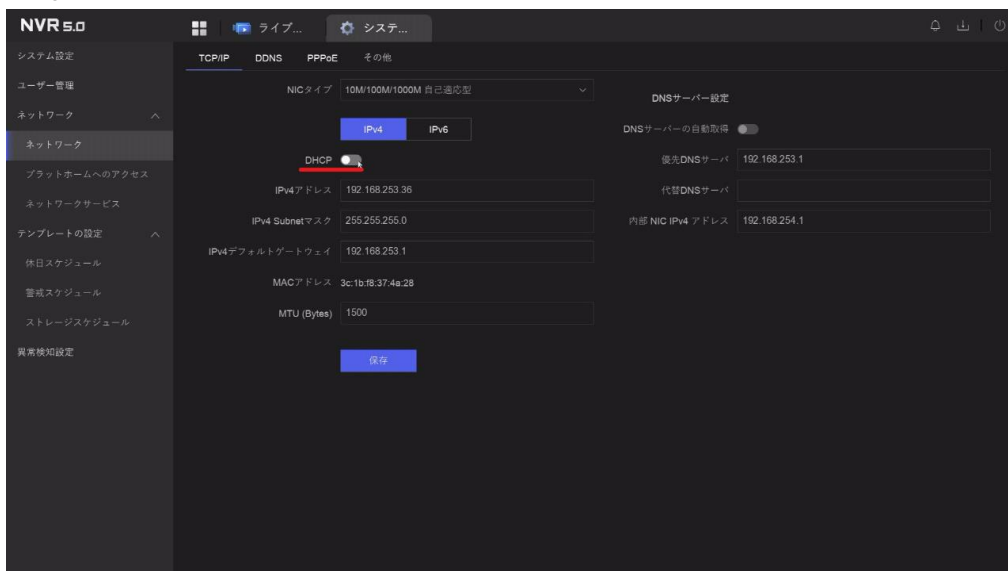 NVR 5.0
ライブ...
システ...
システム設定
ユーザー管理
ネットワーク
ネットワーク
プラットホームへのアクセス
ネットワークサービス
テンプレートの設定
休日スケジュール
警戒スケジュール
ストレージスケジュール
異常検知設定
TCP/IP DDNS PPPoE その他
NICタイプ 10M/100M/1000M 自己適応型
IPv4 IPv6
DHCP
IPv4アドレス 192.168.253.36
IPv4 Subnetマスク 255.255.255.0
IPv4デフォルトゲートウェイ 192.168.253.1
MACアドレス 3c:1b:f8:37:4a:28
MTU (Bytes) 1500
保存
DNSサーバー設定
DNSサーバーの自動取得
優先DNSサーバ 192.168.253.1
代替DNSサーバ
内部 NIC IPv4 アドレス 192.168.254.1